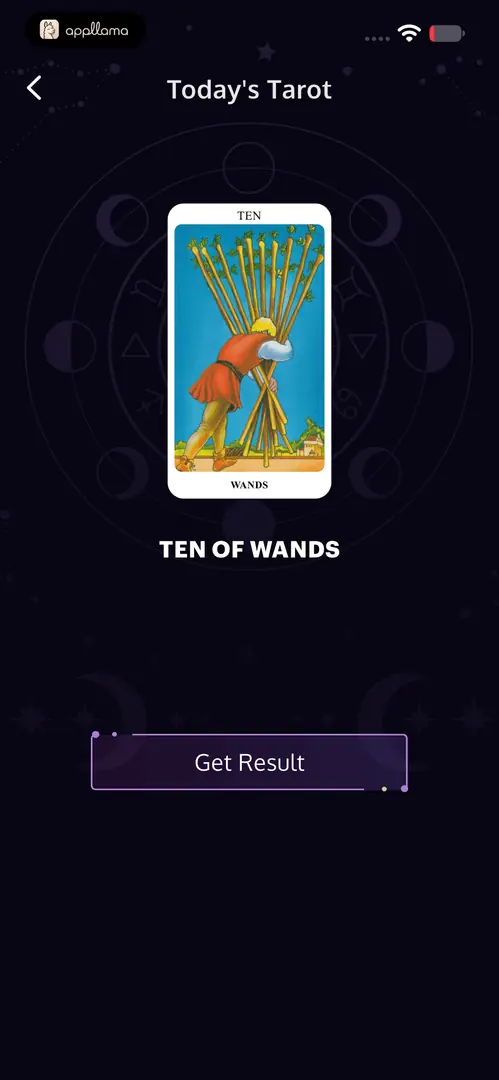 appllama
Today's Tarot
TEN
WANDS
TEN OF WANDS
Get Result